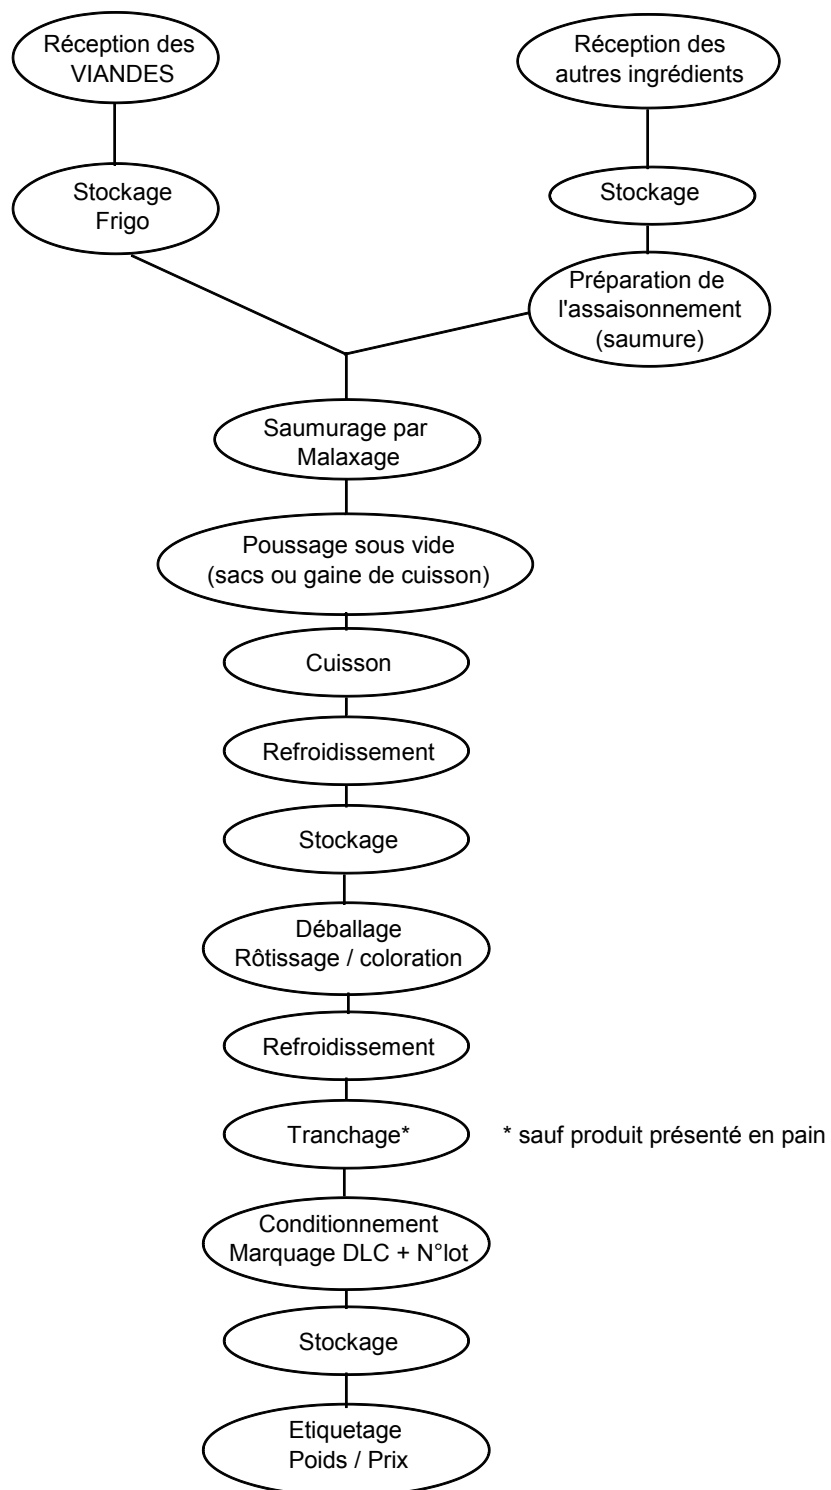 Réception des
VIANDES
Réception des
autres ingrédients
Stockage
Frigo
Stockage
Préparation de
l'assaisonnement
(saumure)
Saumurage par
Malaxage
Poussage sous vide
(sacs ou gaine de cuisson)
Cuisson
Refroidissement
Stockage
Déballage
Rôtissage / coloration
Refroidissement
Tranchage*
* sauf produit présenté en pain
Conditionnement
Marquage DLC + N°lot
Stockage
Etiquetage
Poids / Prix